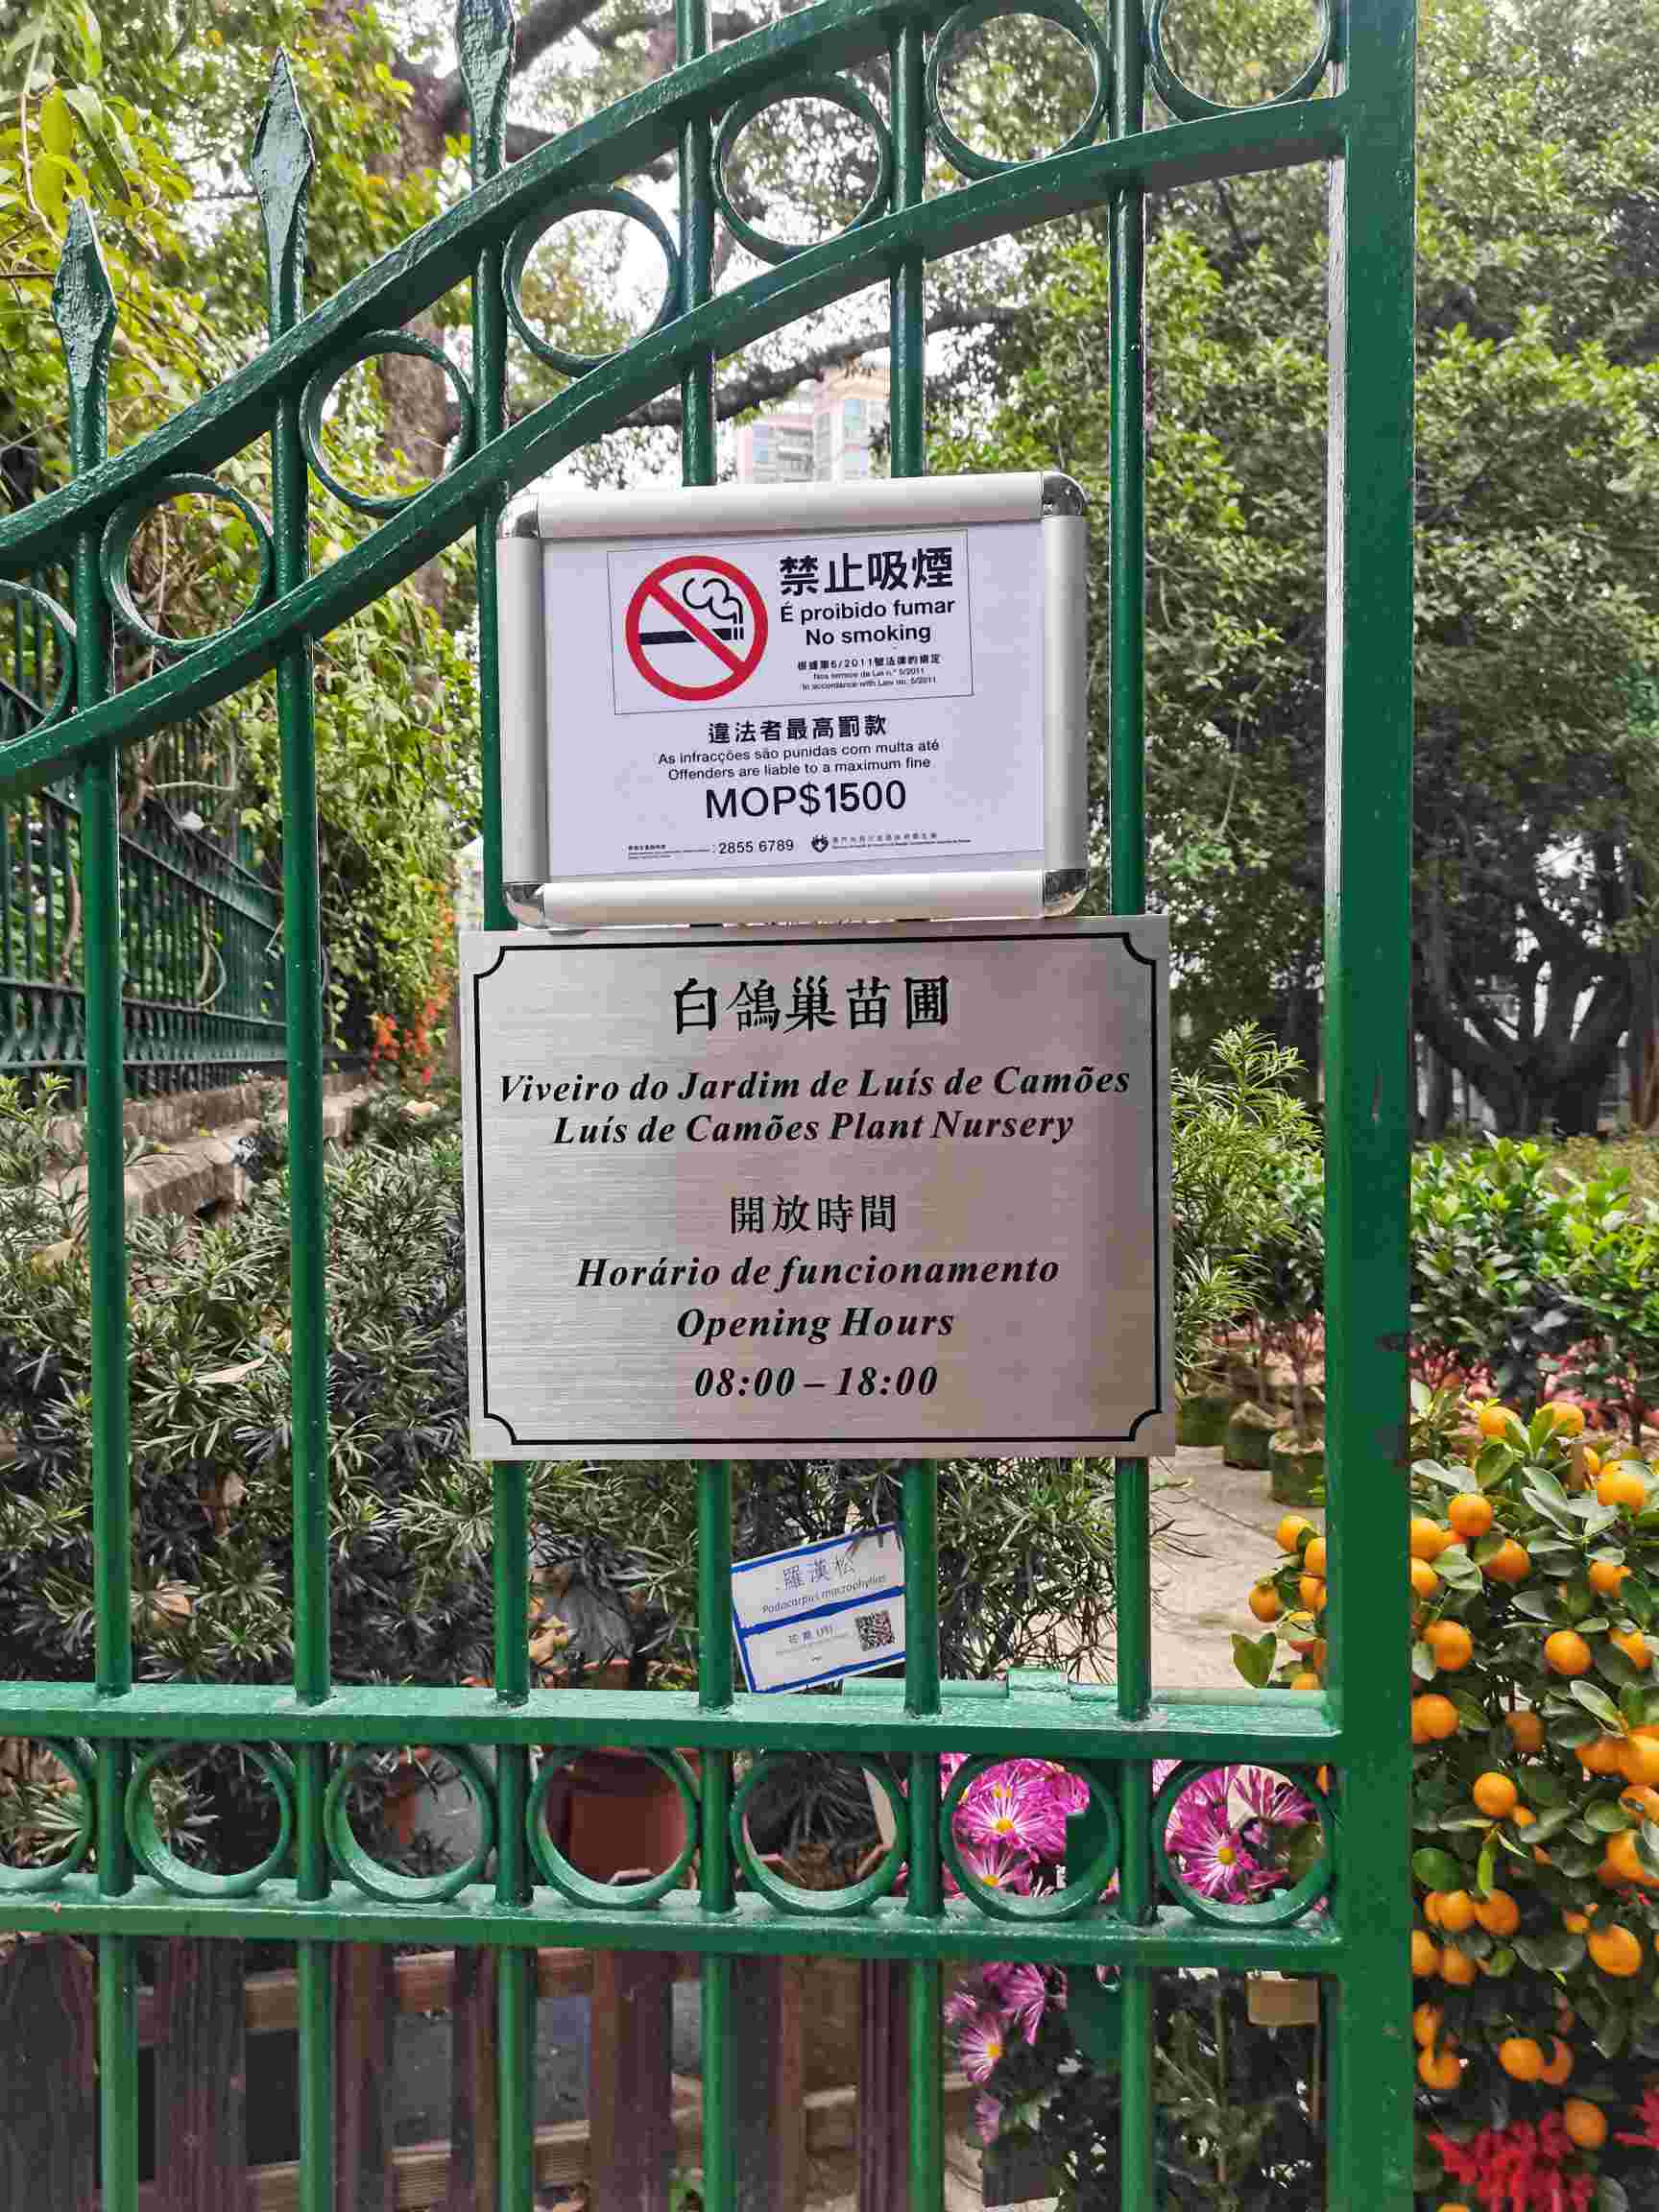 禁止吸煙
É proibido fumar
No smoking
根據第5/2011號法律的規定
Nos termos da Lei n.º 5/2011
In accordance with Law no. 5/2011
違法者最高罰款
As infracções são punidas com multa até
Offenders are liable to a maximum fine
MOP$1500
: 2855 6789
白鴿巢苗圃
Viveiro do Jardim de Luís de Camões
Luís de Camões Plant Nursery
開放時間
Horário de funcionamento
Opening Hours
08:00 – 18:00
羅漢松
Podocarpus macrophyllus